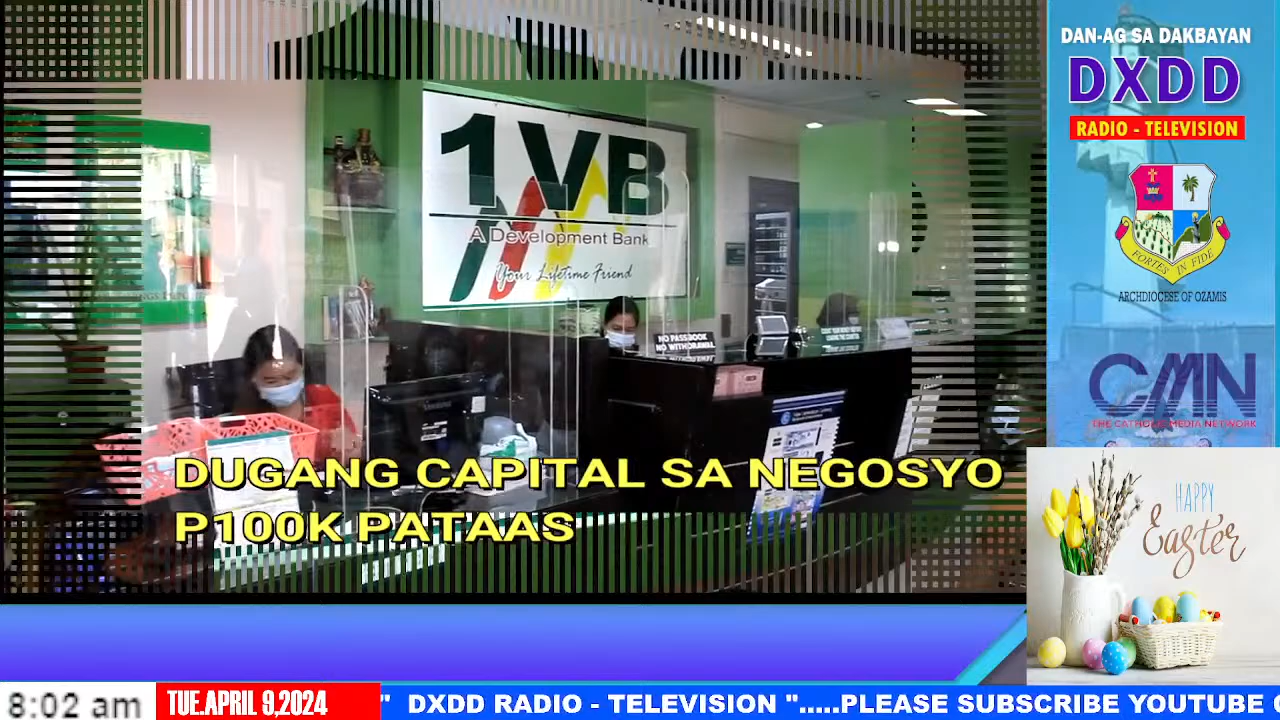 DAN-AG SA DAKBAYAN
DXDD
RADIO - TELEVISION
FORTES IN FIDE
ARCHDIOCESE OF OZAMIS
CMN
THE CATHOLIC MEDIA NETWORK
1VB
A Development Bank
Your Lifetime Friend
NO PASSBOOK
NO WITHDRAWAL
SAMSUNG
DUGANG CAPITAL SA NEGOSYO
P100K PATAAS
HAPPY
Easter
8:02 am
TUE.APRIL 9,2024
" DXDD RADIO - TELEVISION ".....PLEASE SUBSCRIBE YOUTUBE